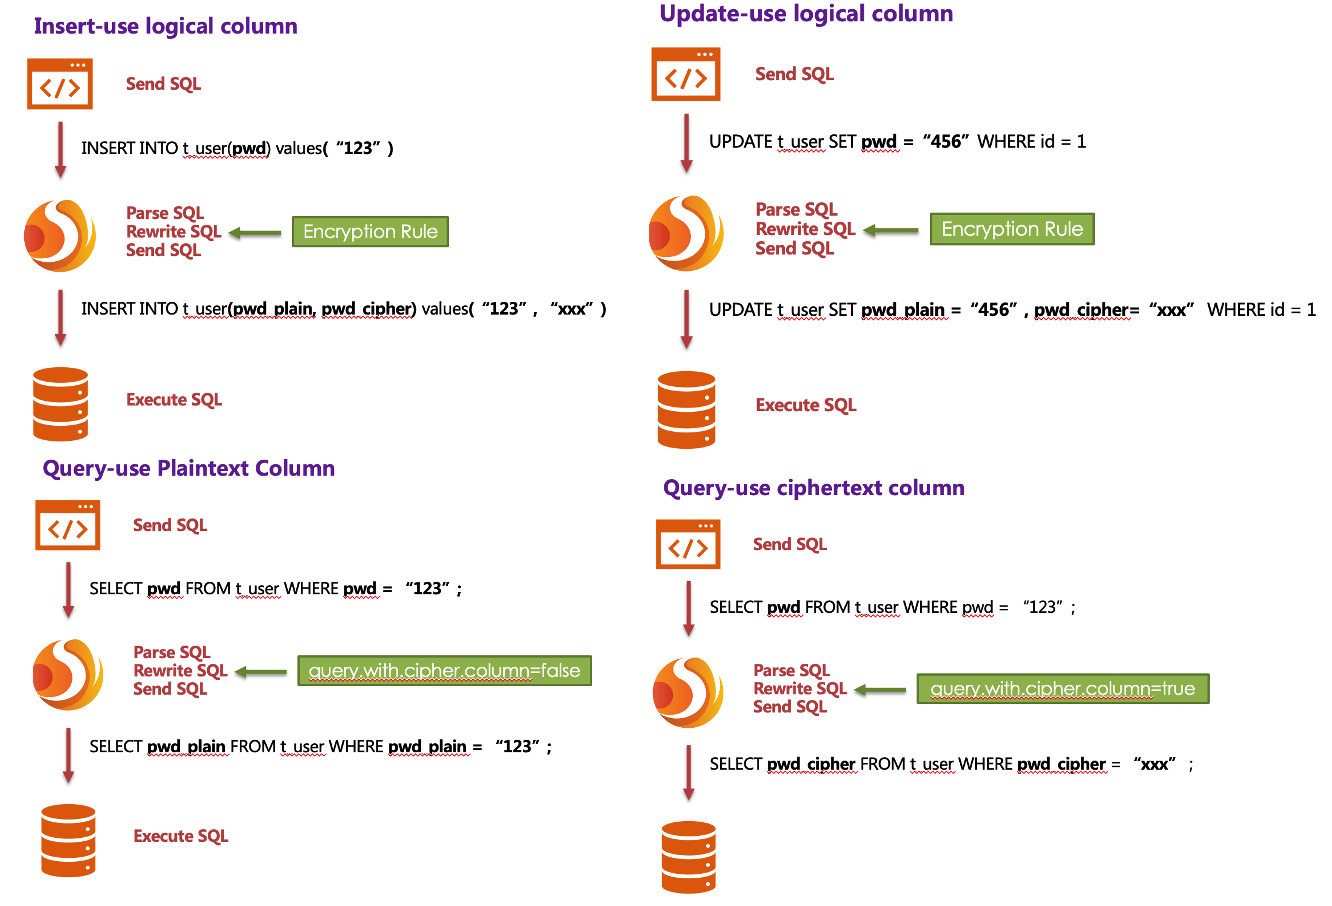 Insert-use logical column
</>
Send SQL
INSERT INTO t_user(pwd) values( “123” )
Parse SQL
Rewrite SQL
Send SQL
Encryption Rule
INSERT INTO t_user(pwd_plain, pwd_cipher) values( “123” , “xxx” )
Execute SQL
Update-use logical column
</>
Send SQL
UPDATE t_user SET pwd = “456” WHERE id = 1
Parse SQL
Rewrite SQL
Send SQL
Encryption Rule
UPDATE t_user SET pwd_plain = “456” , pwd_cipher= “xxx” WHERE id = 1
Execute SQL
Query-use Plaintext Column
</>
Send SQL
SELECT pwd FROM t_user WHERE pwd = “123” ;
Parse SQL
Rewrite SQL
Send SQL
query.with.cipher.column=false
SELECT pwd_plain FROM t_user WHERE pwd_plain = “123” ;
Execute SQL
Query-use ciphertext column
</>
Send SQL
SELECT pwd FROM t_user WHERE pwd = “123” ;
Parse SQL
Rewrite SQL
Send SQL
query.with.cipher.column=true
SELECT pwd_cipher FROM t_user WHERE pwd_cipher = “xxx” ;